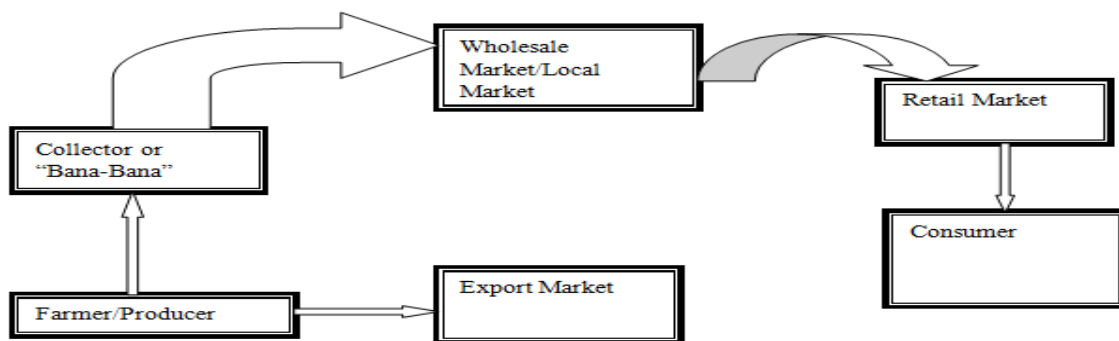 Wholesale
Market/Local
Market
Retail Market
Collector or
“Bana-Bana”
Consumer
Export Market
Farmer/Producer